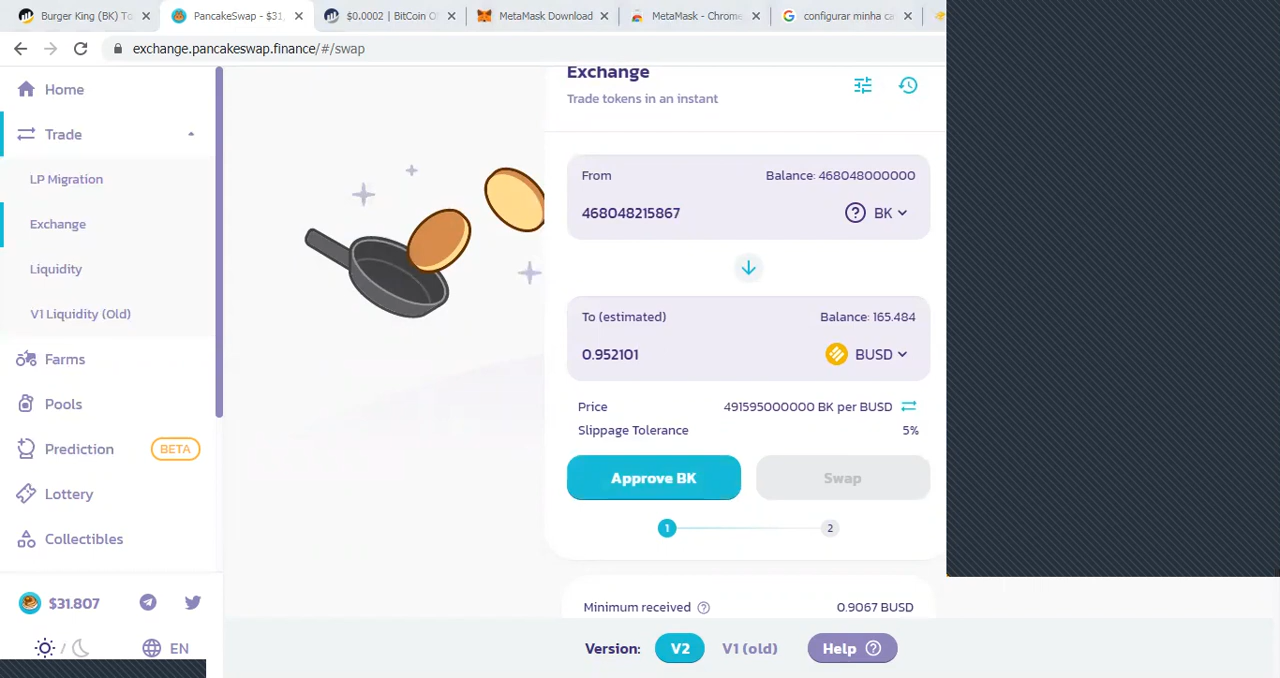 Burger King (BK) To
PancakeSwap - $31.
$0.0002 | BitCoin O
MetaMask Download
MetaMask - Chrome
configurar minha ca
exchange.pancakeswap.finance/#/swap
Home
Trade
LP Migration
Exchange
Liquidity
V1 Liquidity (Old)
Farms
Pools
Prediction BETA
Lottery
Collectibles
$31.807
EN
Exchange
Trade tokens in an instant
From Balance: 468048000000
468048215867 BK
To (estimated) Balance: 165.484
0.952101 BUSD
Price 491595000000 BK per BUSD
Slippage Tolerance 5%
Approve BK Swap
1 2
Minimum received 0.9067 BUSD
Version: V2 V1 (old) Help